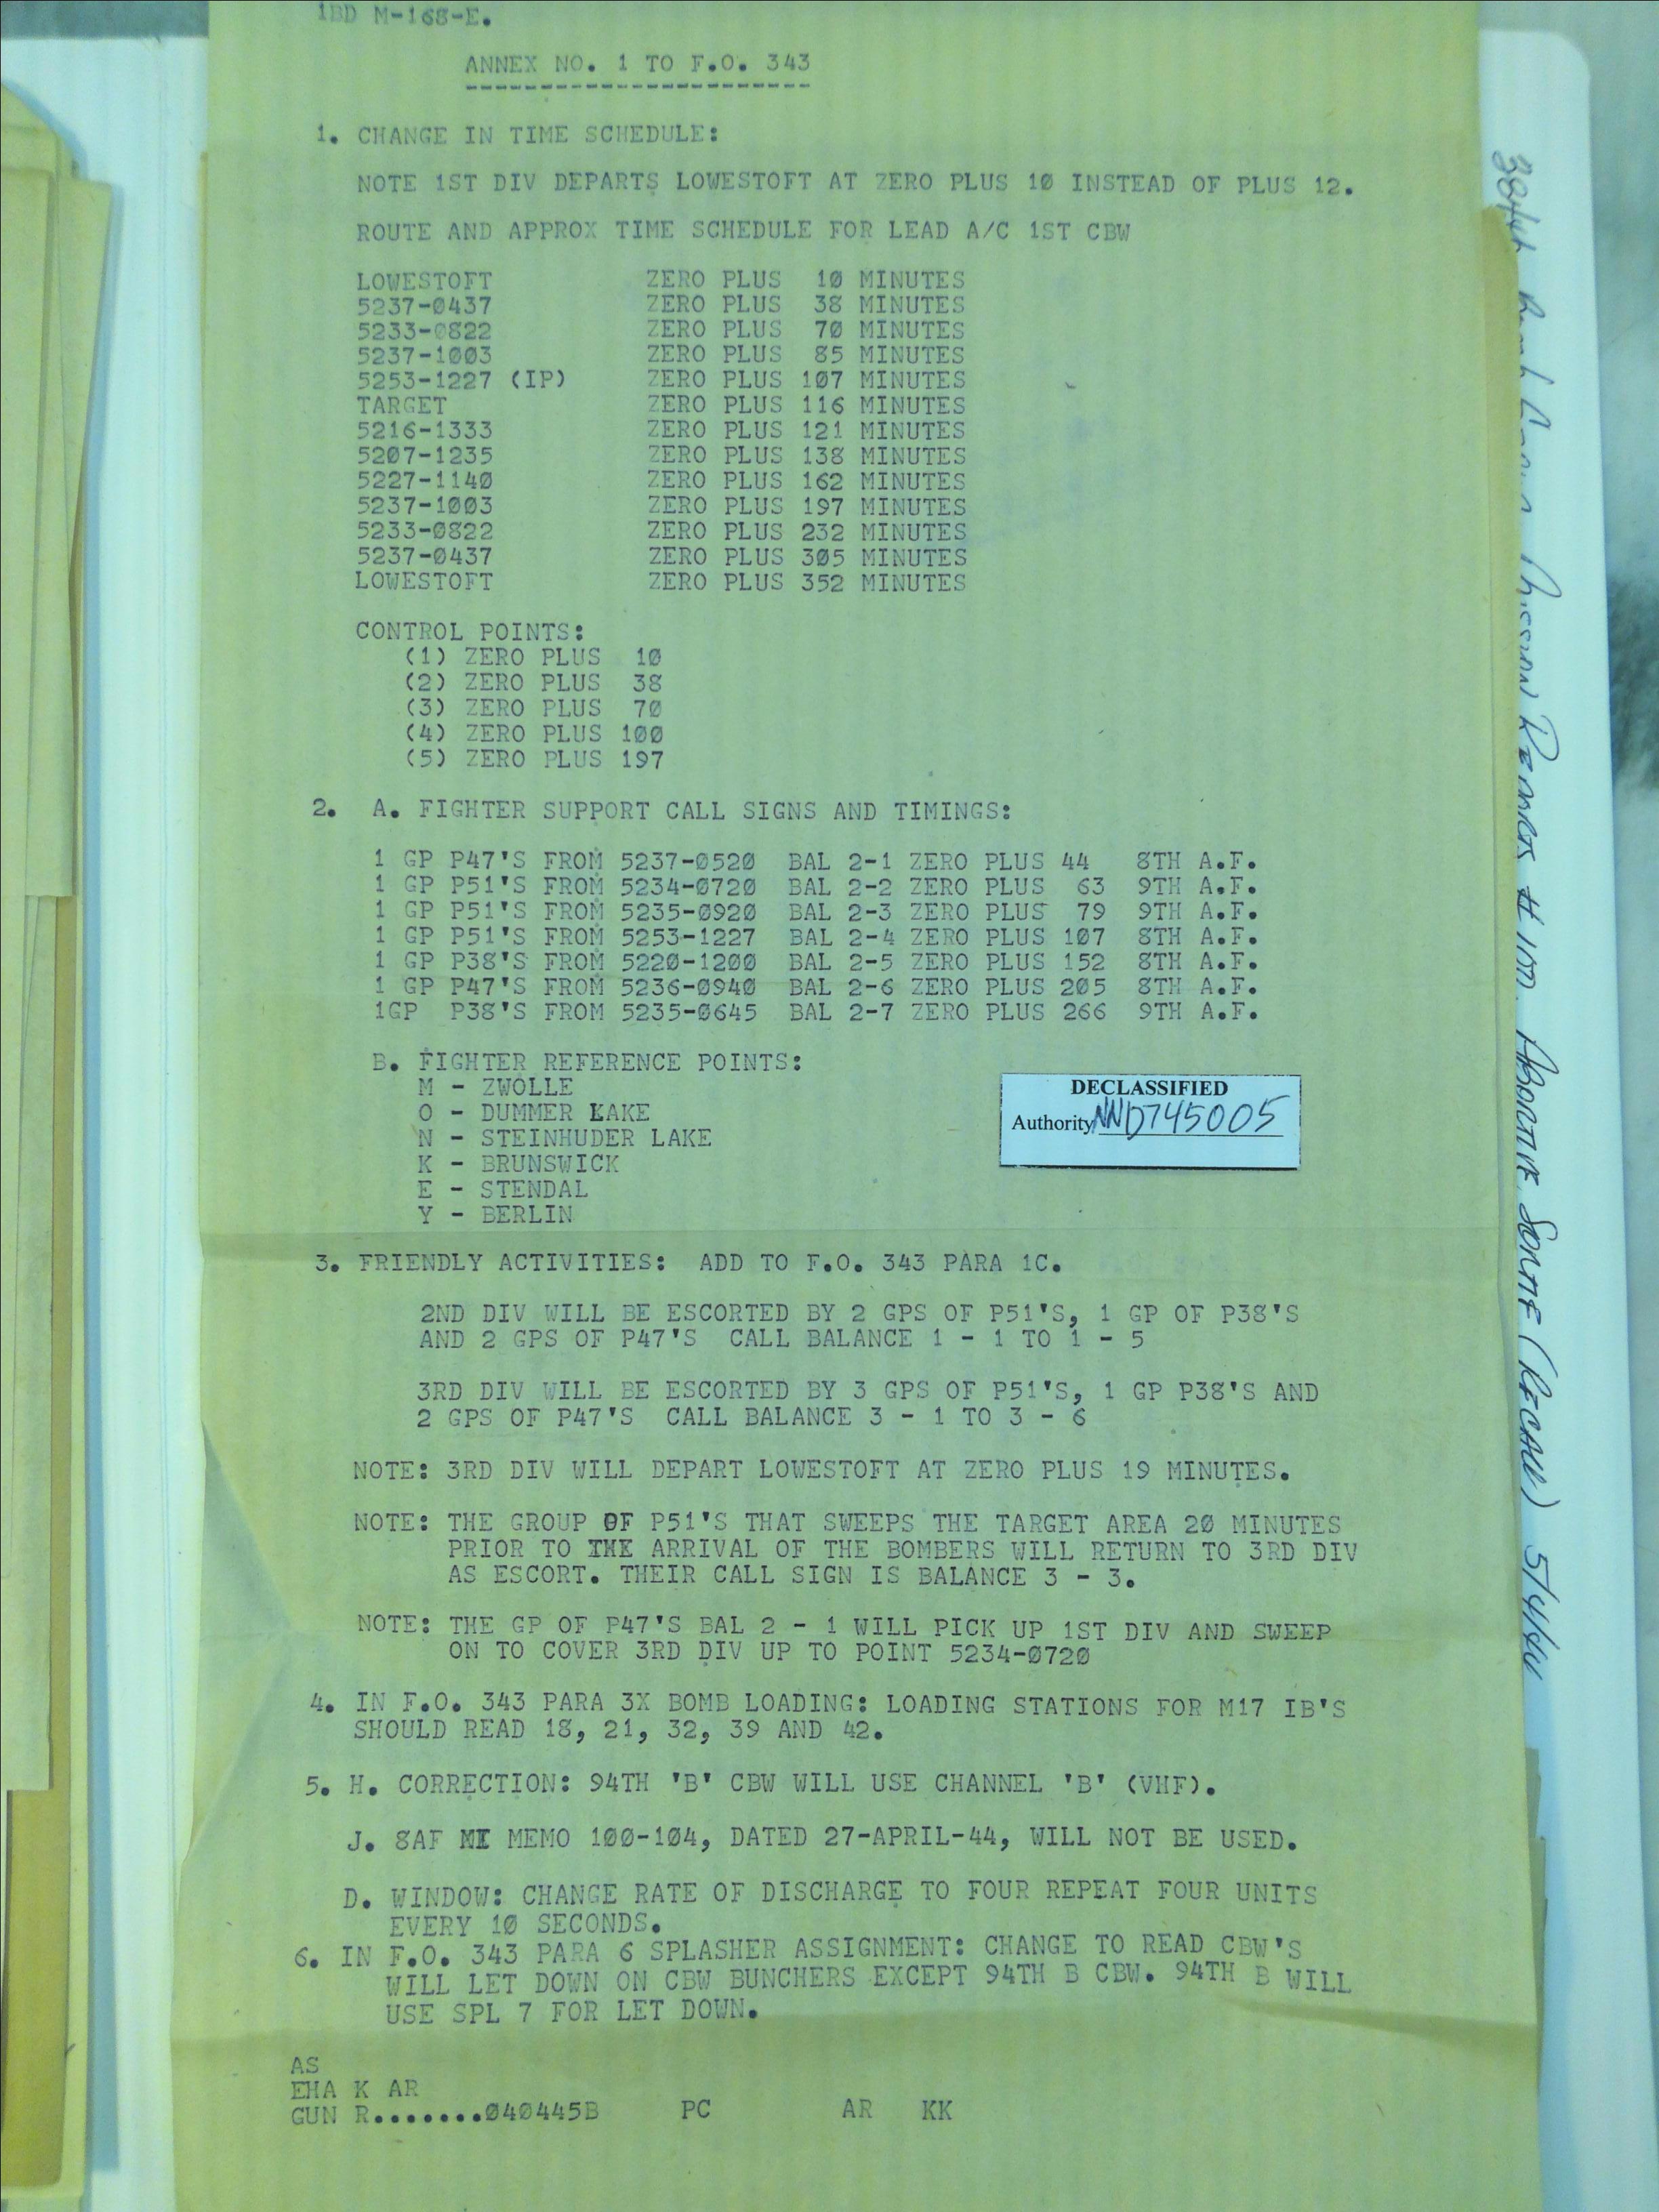 1BD M-168-E.
ANNEX NO. 1 TO F.O. 343
-----------------------
1. CHANGE IN TIME SCHEDULE:
NOTE 1ST DIV DEPARTS LOWESTOFT AT ZERO PLUS 10 INSTEAD OF PLUS 12.
ROUTE AND APPROX TIME SCHEDULE FOR LEAD A/C 1ST CBW
LOWESTOFT ZERO PLUS 10 MINUTES
5237-0437 ZERO PLUS 38 MINUTES
5233-0822 ZERO PLUS 70 MINUTES
5237-1003 ZERO PLUS 85 MINUTES
5253-1227 (IP) ZERO PLUS 107 MINUTES
TARGET ZERO PLUS 116 MINUTES
5216-1333 ZERO PLUS 121 MINUTES
5207-1235 ZERO PLUS 138 MINUTES
5227-1140 ZERO PLUS 162 MINUTES
5237-1003 ZERO PLUS 197 MINUTES
5233-0822 ZERO PLUS 232 MINUTES
5237-0437 ZERO PLUS 305 MINUTES
LOWESTOFT ZERO PLUS 352 MINUTES
CONTROL POINTS:
(1) ZERO PLUS 10
(2) ZERO PLUS 38
(3) ZERO PLUS 70
(4) ZERO PLUS 100
(5) ZERO PLUS 197
2. A. FIGHTER SUPPORT CALL SIGNS AND TIMINGS:
1 GP P47'S FROM 5237-0520 BAL 2-1 ZERO PLUS 44 8TH A.F.
1 GP P51'S FROM 5234-0720 BAL 2-2 ZERO PLUS 63 9TH A.F.
1 GP P51'S FROM 5235-0920 BAL 2-3 ZERO PLUS 79 9TH A.F.
1 GP P51'S FROM 5253-1227 BAL 2-4 ZERO PLUS 107 8TH A.F.
1 GP P38'S FROM 5220-1200 BAL 2-5 ZERO PLUS 152 8TH A.F.
1 GP P47'S FROM 5236-0940 BAL 2-6 ZERO PLUS 205 8TH A.F.
1GP P38'S FROM 5235-0645 BAL 2-7 ZERO PLUS 266 9TH A.F.
B. FIGHTER REFERENCE POINTS:
M - ZWOLLE
O - DUMMER LAKE
N - STEINHUDER LAKE
K - BRUNSWICK
E - STENDAL
Y - BERLIN
DECLASSIFIED
Authority NND745005
3. FRIENDLY ACTIVITIES: ADD TO F.O. 343 PARA 1C.
2ND DIV WILL BE ESCORTED BY 2 GPS OF P51'S, 1 GP OF P38'S
AND 2 GPS OF P47'S CALL BALANCE 1 - 1 TO 1 - 5
3RD DIV WILL BE ESCORTED BY 3 GPS OF P51'S, 1 GP P38'S AND
2 GPS OF P47'S CALL BALANCE 3 - 1 TO 3 - 6
NOTE: 3RD DIV WILL DEPART LOWESTOFT AT ZERO PLUS 19 MINUTES.
NOTE: THE GROUP OF P51'S THAT SWEEPS THE TARGET AREA 20 MINUTES
PRIOR TO THE ARRIVAL OF THE BOMBERS WILL RETURN TO 3RD DIV
AS ESCORT. THEIR CALL SIGN IS BALANCE 3 - 3.
NOTE: THE GP OF P47'S BAL 2 - 1 WILL PICK UP 1ST DIV AND SWEEP
ON TO COVER 3RD DIV UP TO POINT 5234-0720
4. IN F.O. 343 PARA 3X BOMB LOADING: LOADING STATIONS FOR M17 IB'S
SHOULD READ 18, 21, 32, 39 AND 42.
5. H. CORRECTION: 94TH 'B' CBW WILL USE CHANNEL 'B' (VHF).
J. 8AF MEMO 100-104, DATED 27-APRIL-44, WILL NOT BE USED.
D. WINDOW: CHANGE RATE OF DISCHARGE TO FOUR REPEAT FOUR UNITS
EVERY 10 SECONDS.
6. IN F.O. 343 PARA 6 SPLASHER ASSIGNMENT: CHANGE TO READ CBW'S
WILL LET DOWN ON CBW BUNCHERS EXCEPT 94TH B CBW. 94TH B WILL
USE SPL 7 FOR LET DOWN.
AS
EHA K AR
GUN R.......040445B PC AR KK
384th Bomb Group Mission Reports # 100. ABORTIVE SORTIE (RECALL) 5/4/44